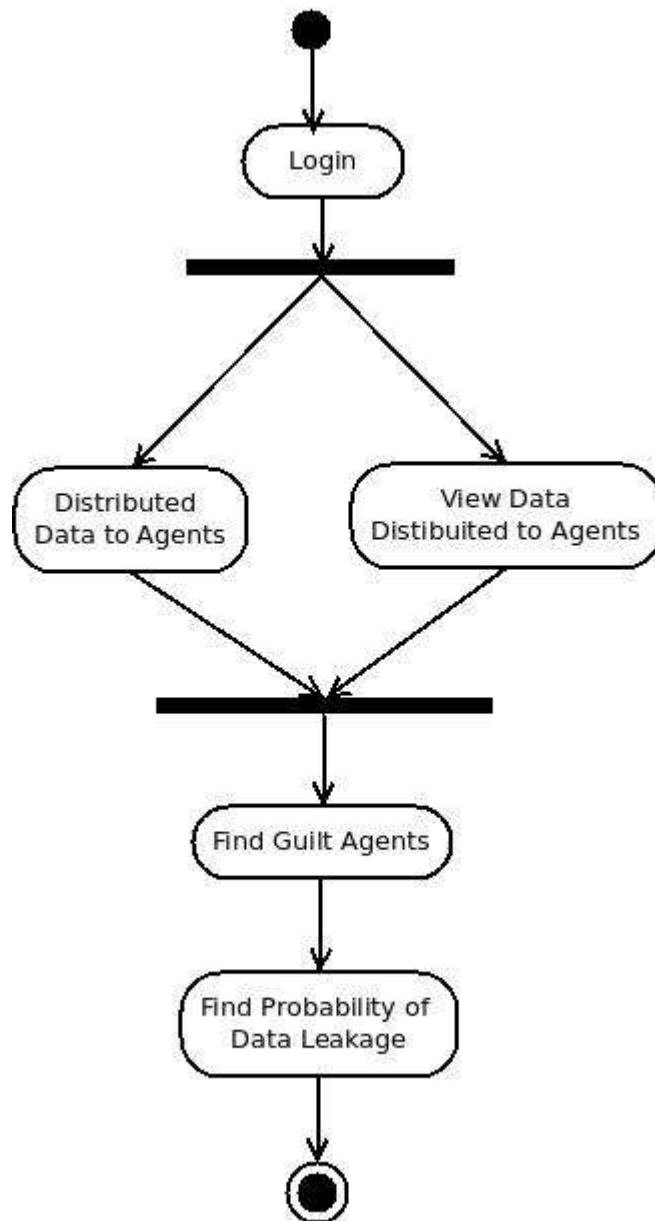 Login
Distributed
Data to Agents
View Data
Distibuited to Agents
Find Guilt Agents
Find Probability of
Data Leakage